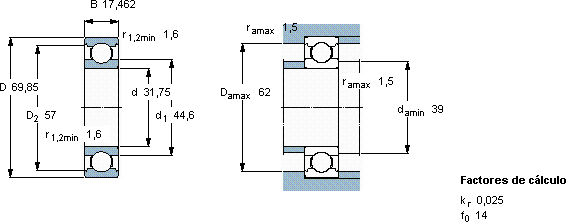 B 17,462
r1,2min 1,6
D 69,85
D2 57
d 31,75
d1 44,6
r1,2min 1,6
ramax 1,5
ramax 1,5
Damax 62
damin 39
Factores de cálculo
kr 0,025
f0 14